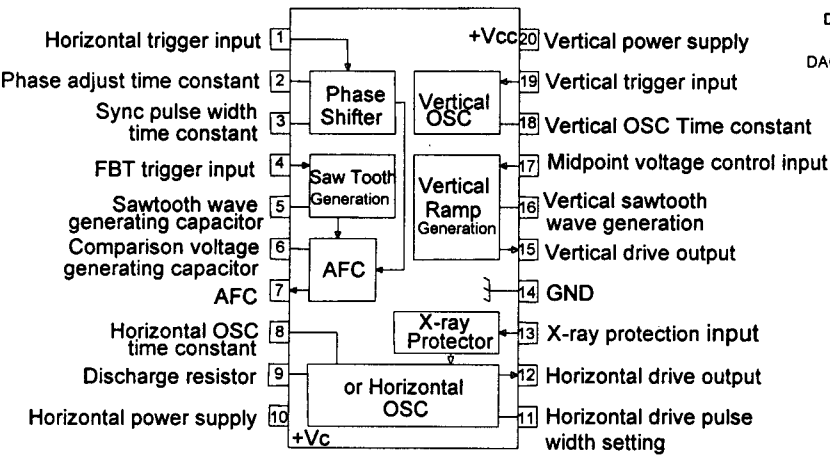 D
DA
Horizontal trigger input 1
Phase adjust time constant 2
Sync pulse width
time constant 3
FBT trigger input 4
Sawtooth wave
generating capacitor 5
Comparison voltage
generating capacitor 6
AFC 7
Horizontal OSC
time constant 8
Discharge resistor 9
Horizontal power supply 10
Phase
Shifter
Saw Tooth
Generation
AFC
+Vc
+Vcc
Vertical
OSC
Vertical
Ramp
Generation
X-ray
Protector
or Horizontal
OSC
20 Vertical power supply
19 Vertical trigger input
18 Vertical OSC Time constant
17 Midpoint voltage control input
16 Vertical sawtooth
wave generation
15 Vertical drive output
14 GND
13 X-ray protection input
12 Horizontal drive output
11 Horizontal drive pulse
width setting